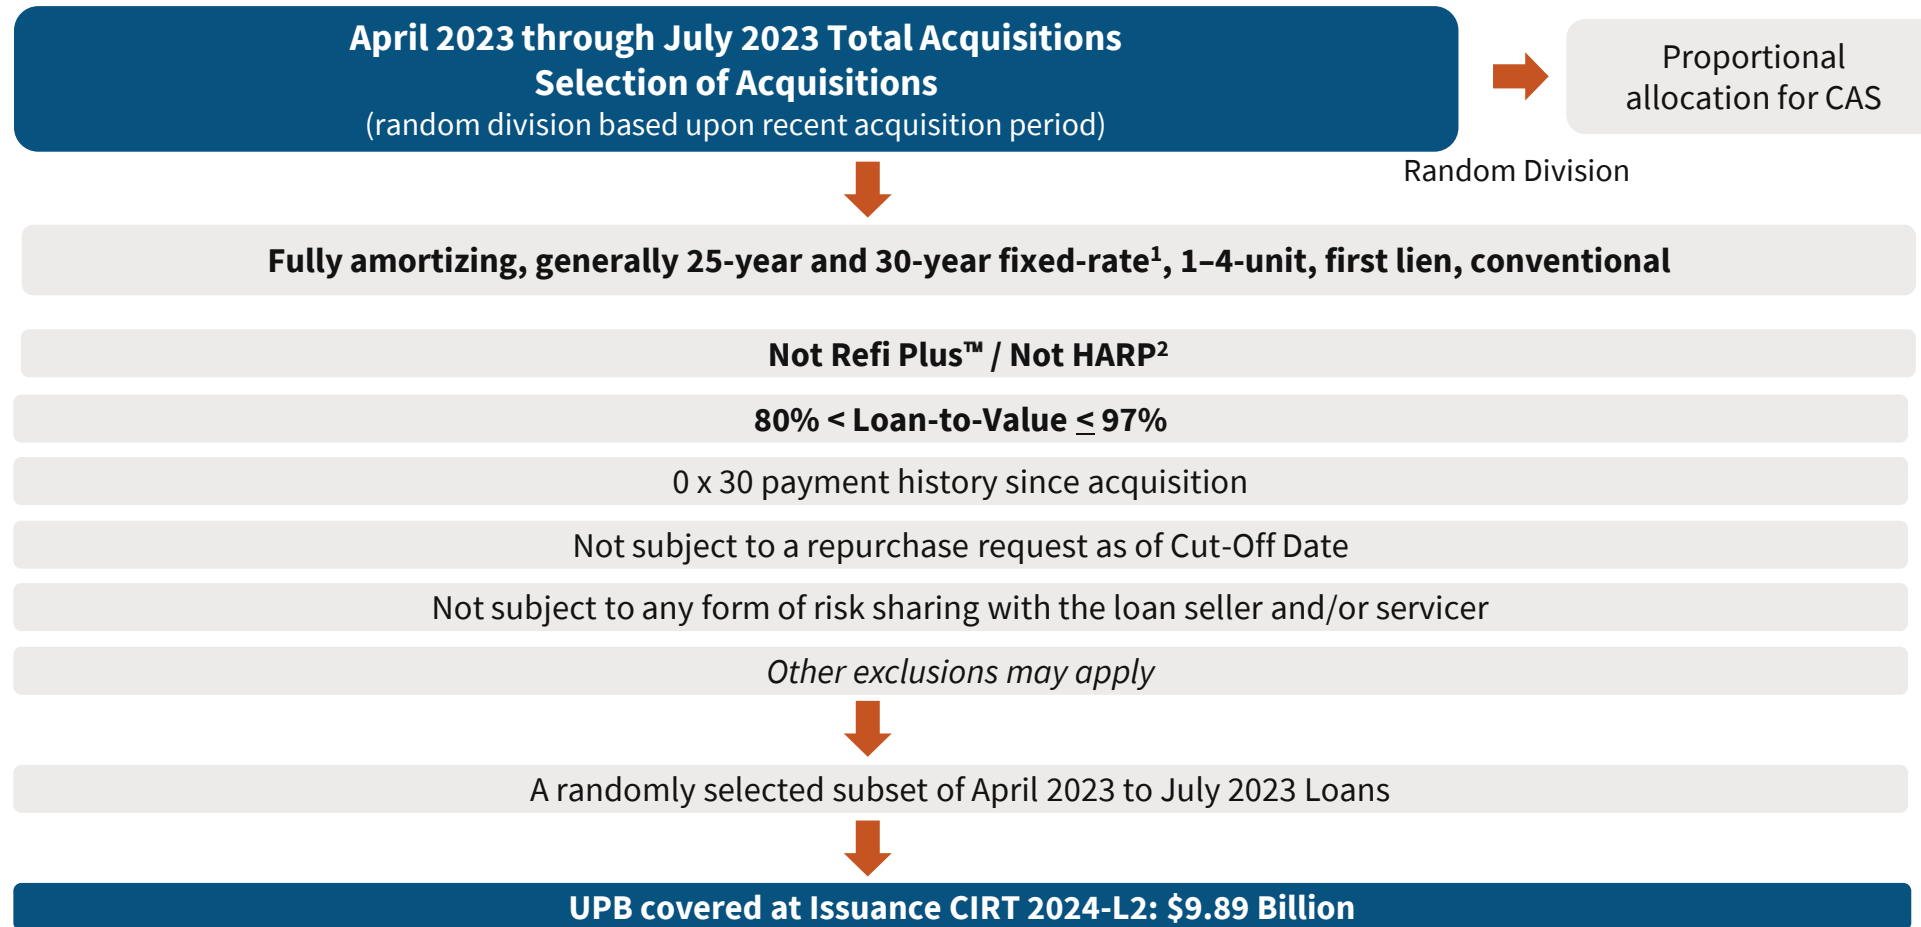 April 2023 through July 2023 Total Acquisitions
Selection of Acquisitions
(random division based upon recent acquisition period)
Proportional
allocation for CAS
Random Division
Fully amortizing, generally 25-year and 30-year fixed-rate¹, 1–4-unit, first lien, conventional
Not Refi Plus™ / Not HARP²
80% < Loan-to-Value ≤ 97%
0 x 30 payment history since acquisition
Not subject to a repurchase request as of Cut-Off Date
Not subject to any form of risk sharing with the loan seller and/or servicer
Other exclusions may apply
A randomly selected subset of April 2023 to July 2023 Loans
UPB covered at Issuance CIRT 2024-L2: $9.89 Billion